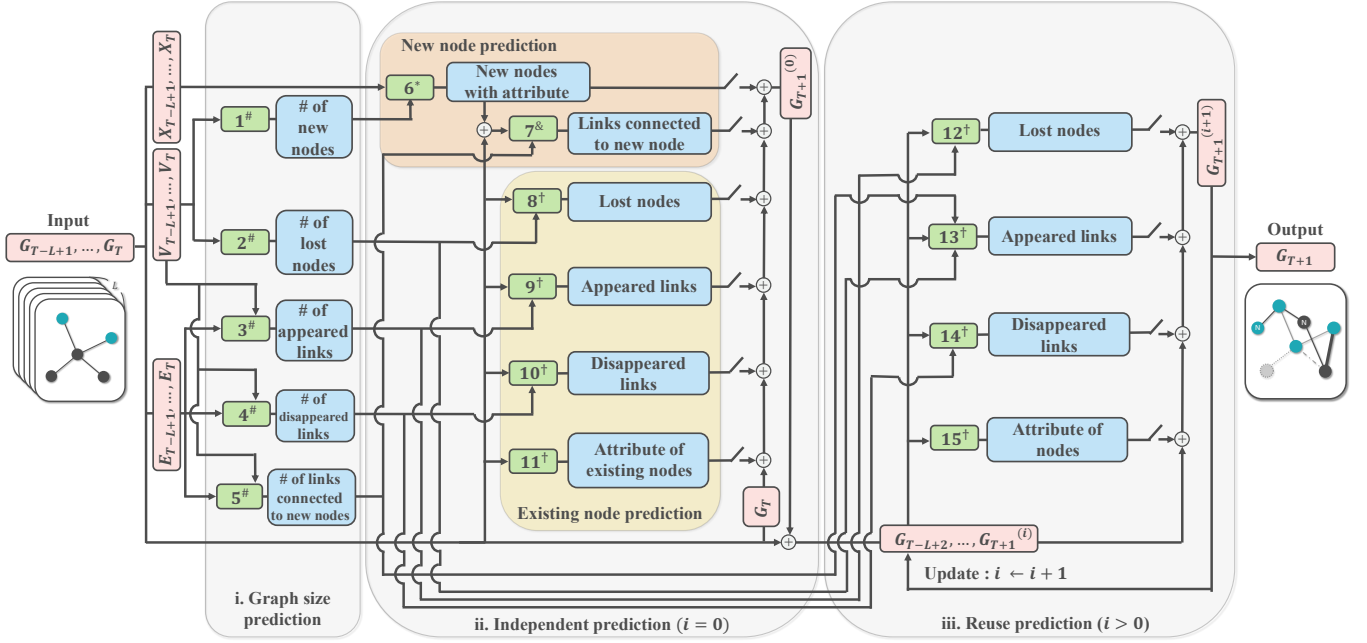 Input
G_{T−L+1}, ..., G_T
L
X_{T−L+1}, ..., X_T
V_{T−L+1}, ..., V_T
E_{T−L+1}, ..., E_T
1#
# of
new
nodes
2#
# of
lost
nodes
3#
# of
appeared
links
4#
# of
disappeared
links
5#
# of links
connected
to new nodes
i. Graph size
prediction
New node prediction
6*
New nodes
with attribute
7&
Links connected
to new node
8†
Lost nodes
9†
Appeared links
10†
Disappeared
links
11†
Attribute of
existing nodes
Existing node prediction
G_{T+1}^{(0)}
G_T
ii. Independent prediction (i = 0)
12†
Lost nodes
13†
Appeared links
14†
Disappeared
links
15†
Attribute of
nodes
G_{T−L+2}, ..., G_{T+1}^{(i)}
Update : i ← i + 1
G_{T+1}^{(i+1)}
iii. Reuse prediction (i > 0)
Output
G_{T+1}
N
N